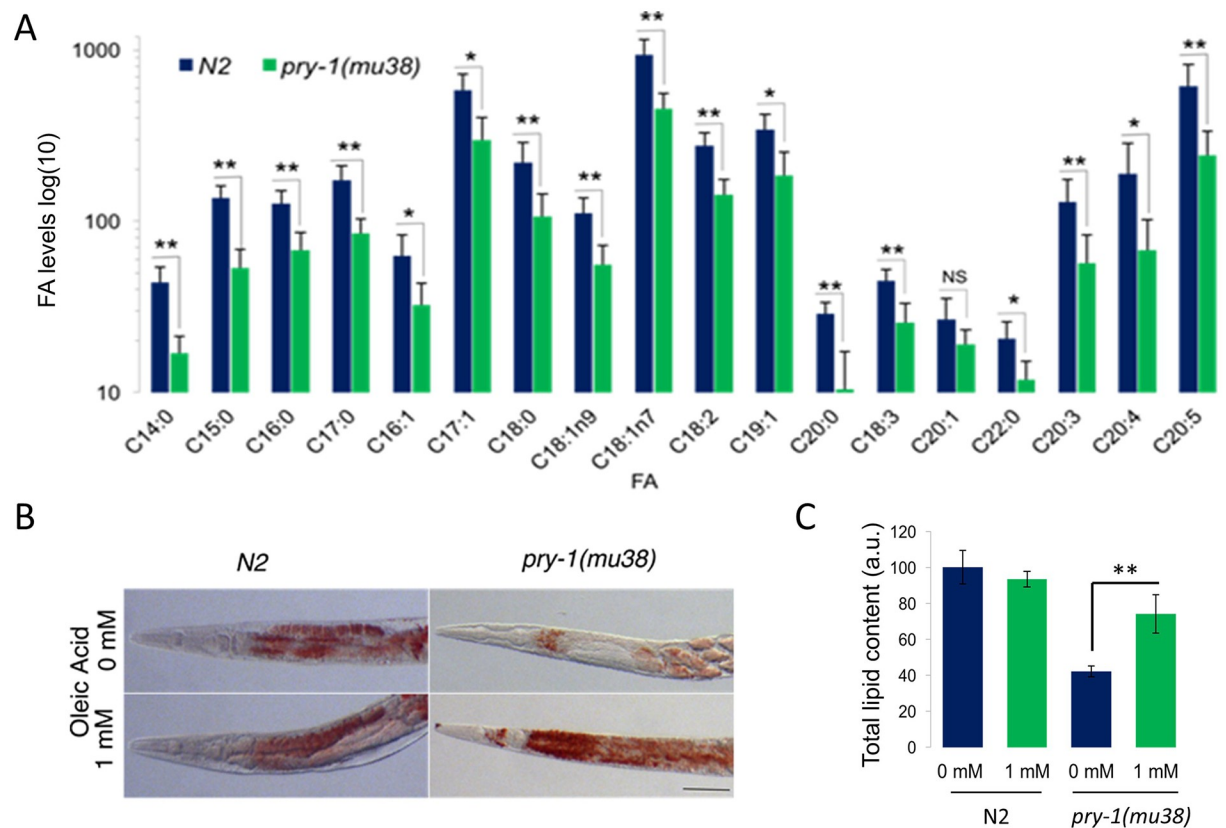 A
FA levels log(10)
1000
100
10
N2
pry-1(mu38)
**
**
**
**
*
*
**
**
**
**
*
**
**
NS
*
**
*
**
C14:0
C15:0
C16:0
C17:0
C16:1
C17:1
C18:0
C18:1n9
C18:1n7
C18:2
C19:1
C20:0
C18:3
C20:1
C22:0
C20:3
C20:4
C20:5
FA
B
N2
pry-1(mu38)
Oleic Acid
0 mM
1 mM
C
Total lipid content (a.u.)
120
100
80
60
40
20
0
**
0 mM
1 mM
0 mM
1 mM
N2
pry-1(mu38)